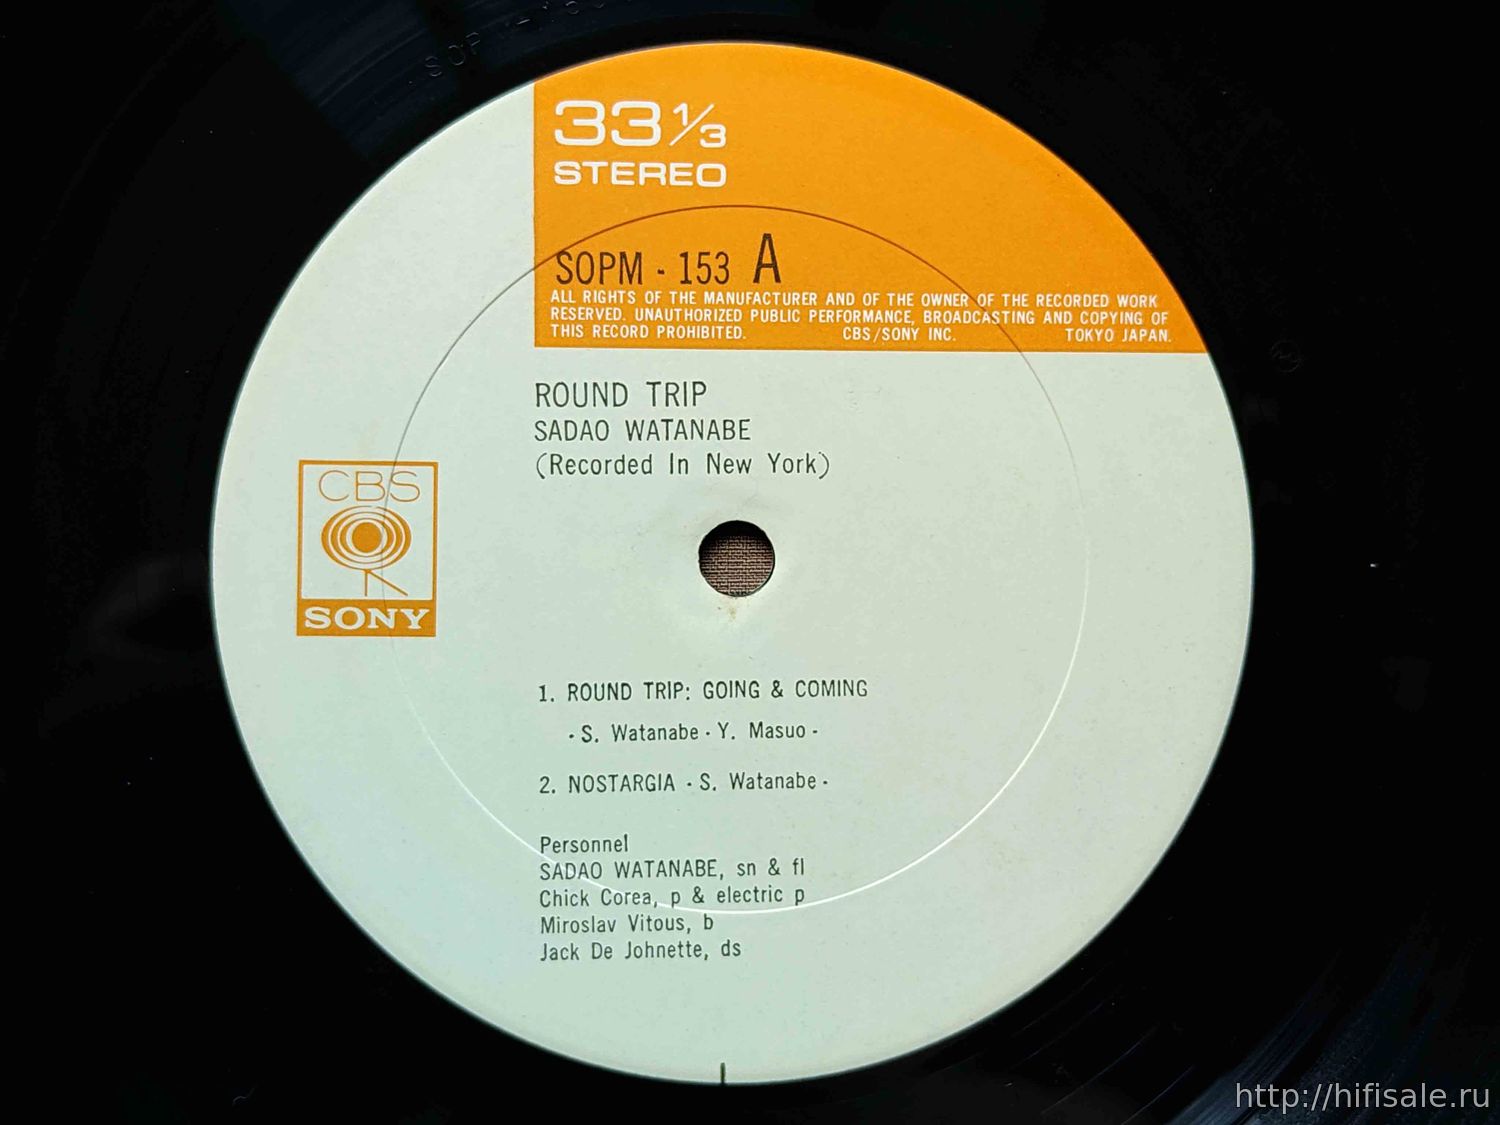 33 1/3
STEREO
SOPM - 153 A
ALL RIGHTS OF THE MANUFACTURER AND OF THE OWNER OF THE RECORDED WORK
RESERVED. UNAUTHORIZED PUBLIC PERFORMANCE, BROADCASTING AND COPYING OF
THIS RECORD PROHIBITED. CBS/SONY INC. TOKYO JAPAN.
ROUND TRIP
SADAO WATANABE
(Recorded In New York)
CBS
SONY
1. ROUND TRIP: GOING & COMING
· S. Watanabe · Y. Masuo ·
2. NOSTARGIA · S. Watanabe ·
Personnel
SADAO WATANABE, sn & fl
Chick Corea, p & electric p
Miroslav Vitous, b
Jack De Johnette, ds
http://hifisale.ru